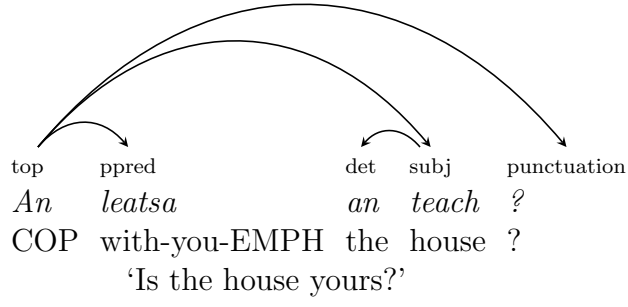 top ppred det subj punctuation
An leatsa an teach ?
COP with-you-EMPH the house ?
‘Is the house yours?’